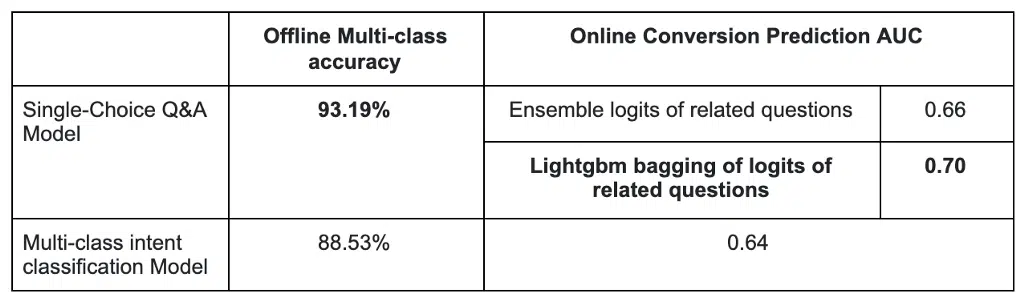 Offline Multi-class
accuracy
Online Conversion Prediction AUC
Single-Choice Q&A
Model
93.19%
Ensemble logits of related questions
0.66
Lightgbm bagging of logits of
related questions
0.70
Multi-class intent
classification Model
88.53%
0.64